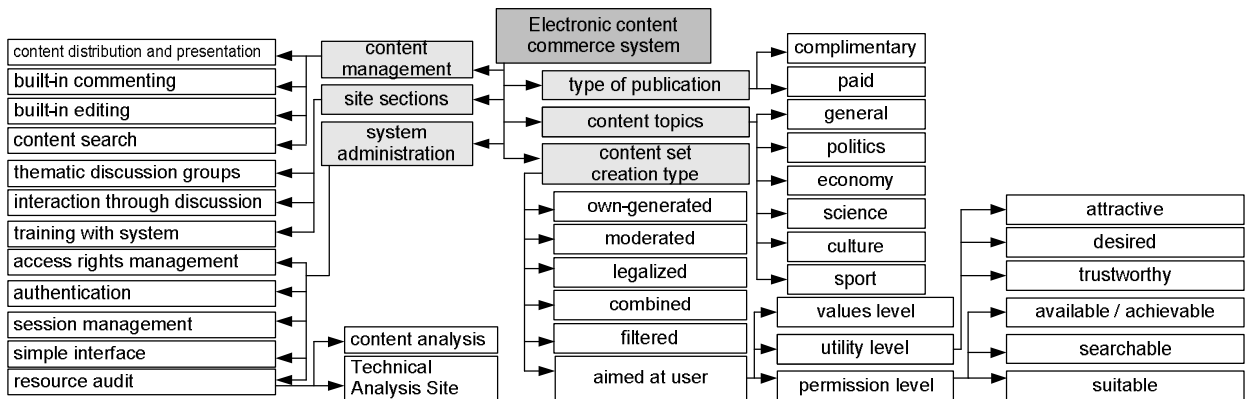 Electronic content
commerce system
content
management
site sections
system
administration
content distribution and presentation
built-in commenting
built-in editing
content search
thematic discussion groups
interaction through discussion
training with system
access rights management
authentication
session management
simple interface
resource audit
content analysis
Technical
Analysis Site
type of publication
content topics
content set
creation type
own-generated
moderated
legalized
combined
filtered
aimed at user
complimentary
paid
general
politics
economy
science
culture
sport
values level
utility level
permission level
attractive
desired
trustworthy
available / achievable
searchable
suitable